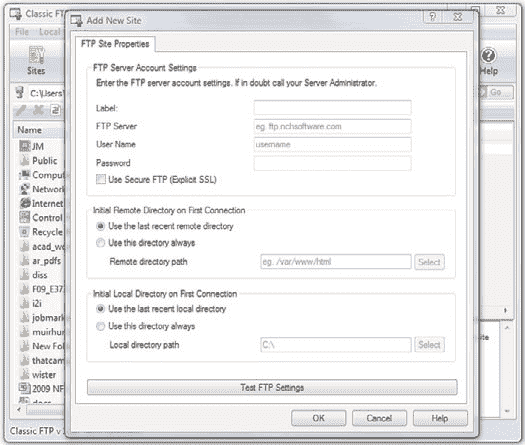 Classic FTP
Add New Site
File Local
FTP Site Properties
Sites
Help
FTP Server Account Settings
Enter the FTP server account settings. If in doubt call your Server Administrator.
C:\Users\
Go
Label:
FTP Server
eg. ftp.nchsoftware.com
User Name
username
Password
Use Secure FTP (Explicit SSL)
Name
JM
Public
Comput
Networ
Internet
Control
Recycle
acad_wo
ar_pdfs
diss
F09_E37
i2i
jobmark
muirhur
New Fol
thatcam
wister
2009 NF
docs
Initial Remote Directory on First Connection
Use the last recent remote directory
Use this directory always
Remote directory path
eg. /var/www/html
Select
Initial Local Directory on First Connection
Use the last recent local directory
Use this directory always
Local directory path
C:\
Select
Test FTP Settings
OK
Cancel
Help
Classic FTP v